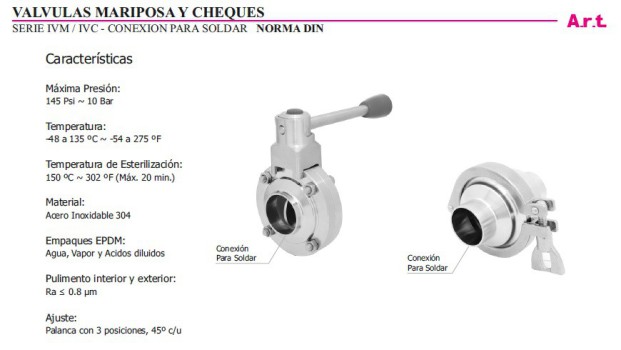 VALVULAS MARIPOSA Y CHEQUES
SERIE IVM / IVC - CONEXION PARA SOLDAR NORMA DIN
A.r.t.
Características
Máxima Presión:
145 Psi ~ 10 Bar
Temperatura:
-48 a 135 ºC ~ -54 a 275 ºF
Temperatura de Esterilización:
150 ºC ~ 302 ºF (Máx. 20 min.)
Material:
Acero Inoxidable 304
Empaques EPDM:
Agua, Vapor y Acidos diluidos
Pulimento interior y exterior:
Ra ≤ 0.8 µm
Ajuste:
Palanca con 3 posiciones, 45º c/u
Conexión
Para Soldar
Conexión
Para Soldar